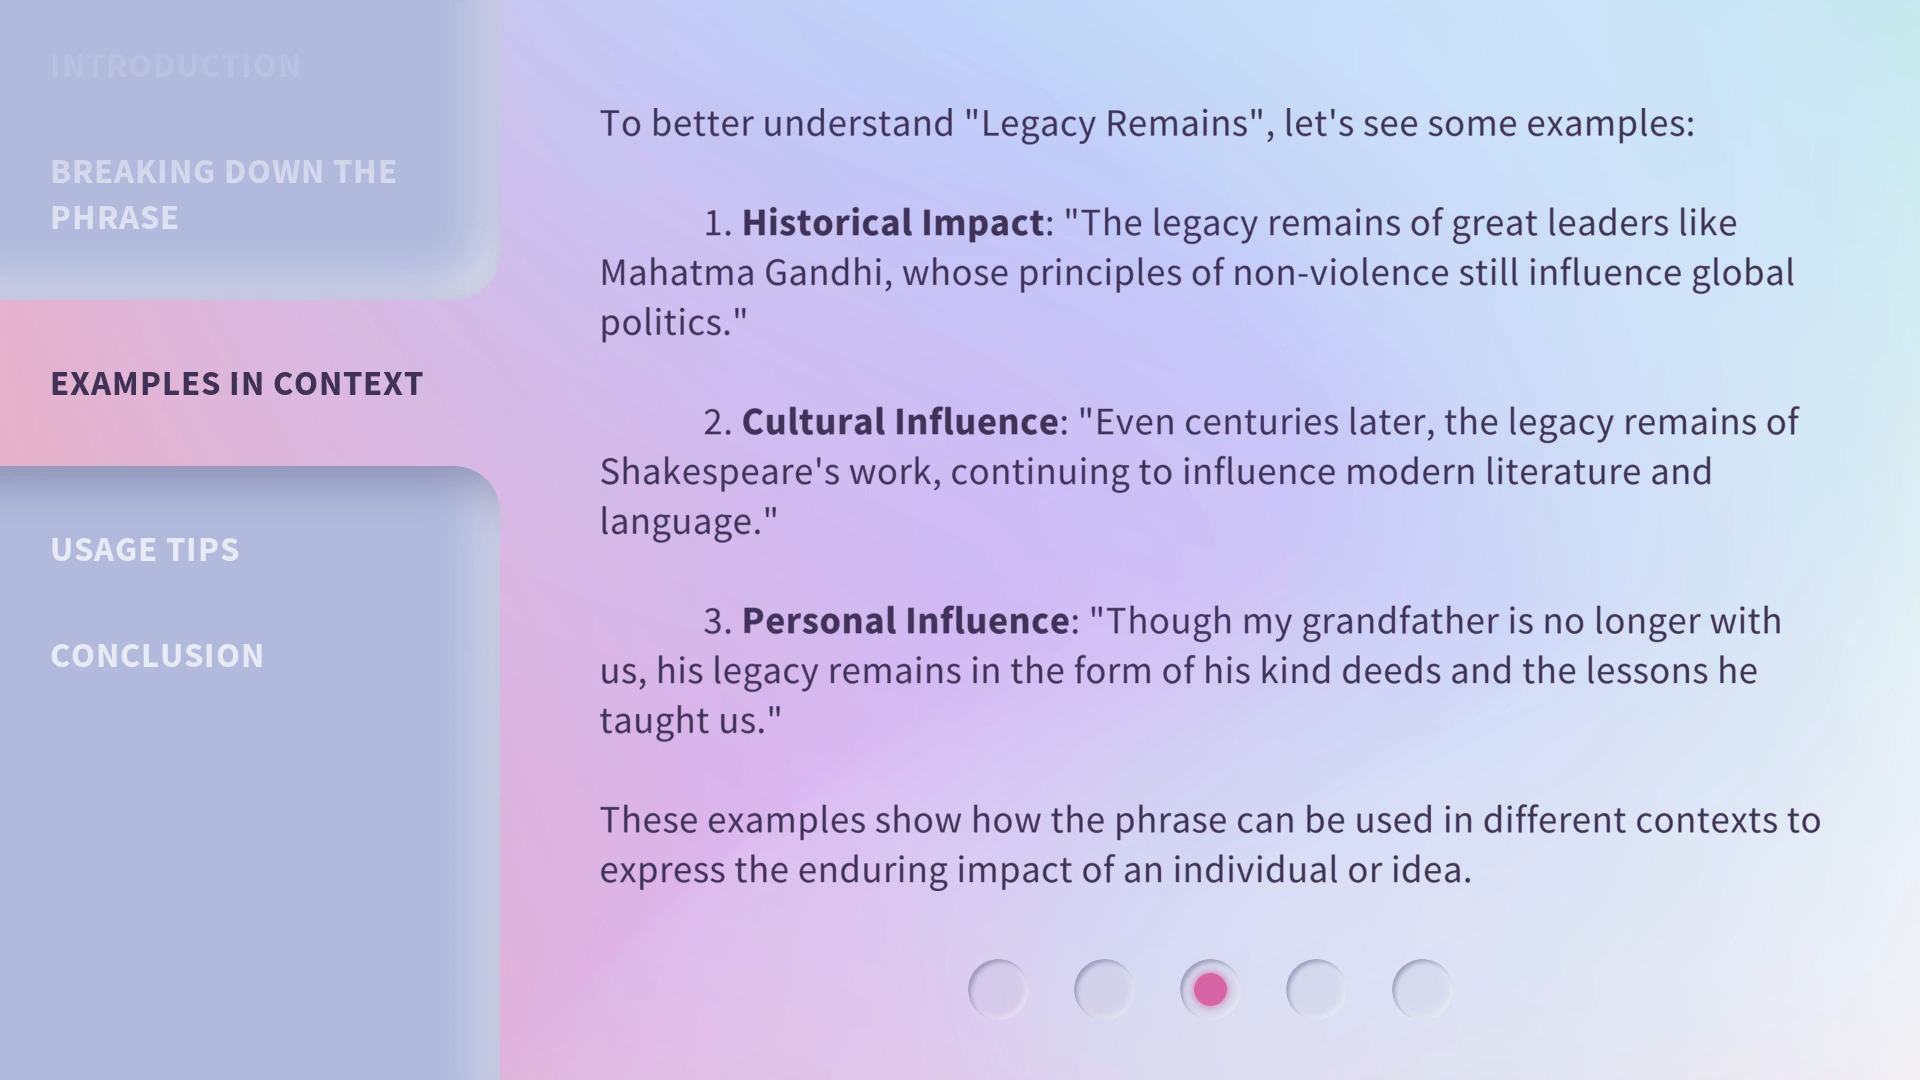 INTRODUCTION
BREAKING DOWN THE
PHRASE
EXAMPLES IN CONTEXT
USAGE TIPS
CONCLUSION
To better understand "Legacy Remains", let's see some examples:
1. Historical Impact: "The legacy remains of great leaders like
Mahatma Gandhi, whose principles of non-violence still influence global
politics."
2. Cultural Influence: "Even centuries later, the legacy remains of
Shakespeare's work, continuing to influence modern literature and
language."
3. Personal Influence: "Though my grandfather is no longer with
us, his legacy remains in the form of his kind deeds and the lessons he
taught us."
These examples show how the phrase can be used in different contexts to
express the enduring impact of an individual or idea.